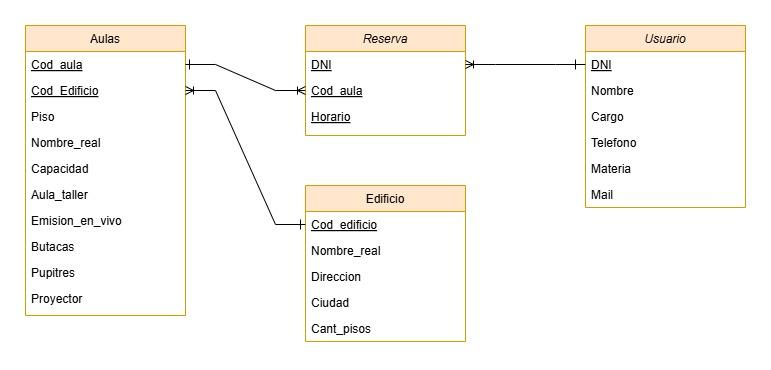 Aulas
Cod_aula
Cod_Edificio
Piso
Nombre_real
Capacidad
Aula_taller
Emision_en_vivo
Butacas
Pupitres
Proyector
Reserva
DNI
Cod_aula
Horario
Usuario
DNI
Nombre
Cargo
Telefono
Materia
Mail
Edificio
Cod_edificio
Nombre_real
Direccion
Ciudad
Cant_pisos